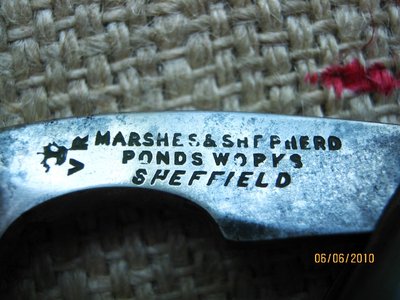 V R
MARSHES & SHEPHERD
PONDS WORKS
SHEFFIELD
06/06/2010